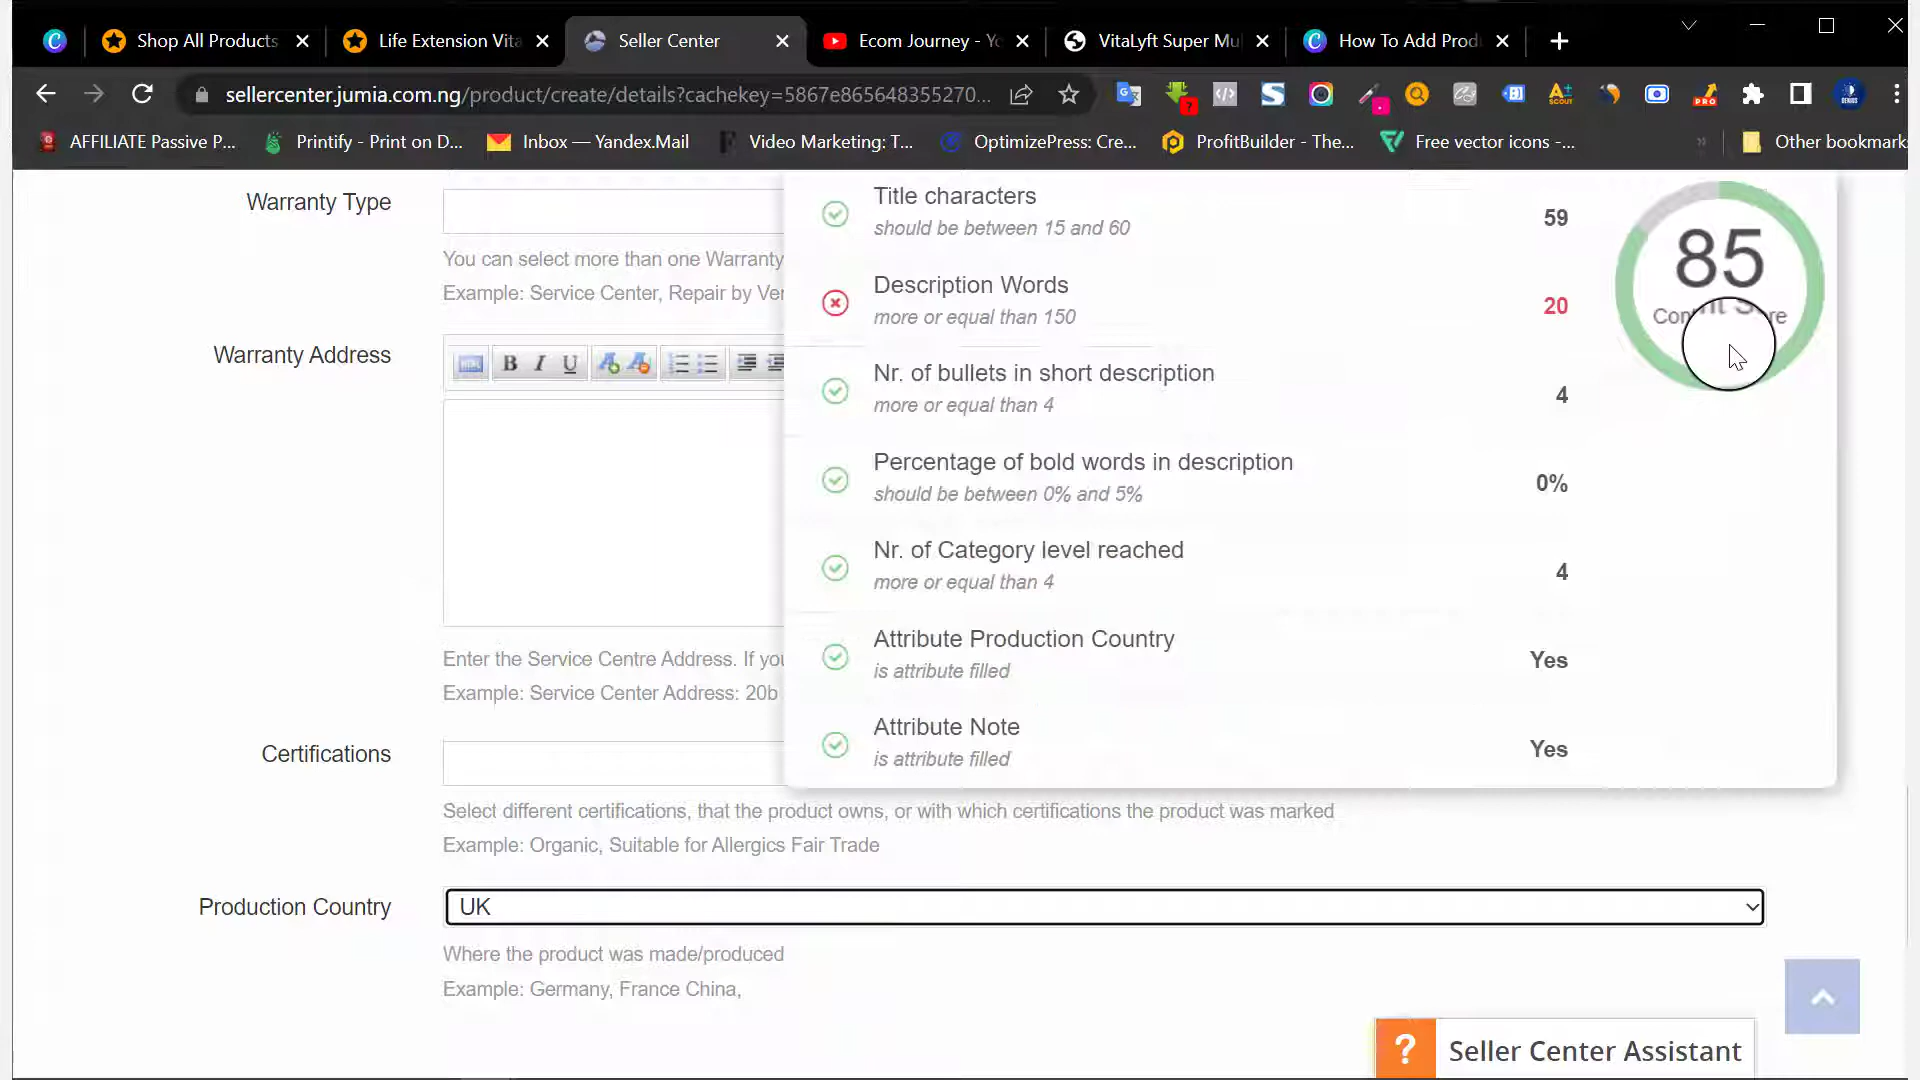 Shop All Products
Life Extension Vita
Seller Center
Ecom Journey - Yo
VitaLyft Super Mu
How To Add Prod
sellercenter.jumia.com.ng/product/create/details?cachekey=5867e865648355270...
AFFILIATE Passive P...
Printify - Print on D...
Inbox — Yandex.Mail
Video Marketing: T...
OptimizePress: Cre...
ProfitBuilder - The...
Free vector icons -...
Other bookmark
Warranty Type
You can select more than one Warranty
Example: Service Center, Repair by Ver
Warranty Address
B I U
Enter the Service Centre Address. If you
Example: Service Center Address: 20b
Certifications
Select different certifications, that the product owns, or with which certifications the product was marked
Example: Organic, Suitable for Allergics Fair Trade
Production Country
UK
Where the product was made/produced
Example: Germany, France China,
Title characters
should be between 15 and 60
59
Description Words
more or equal than 150
20
Nr. of bullets in short description
more or equal than 4
4
Percentage of bold words in description
should be between 0% and 5%
0%
Nr. of Category level reached
more or equal than 4
4
Attribute Production Country
is attribute filled
Yes
Attribute Note
is attribute filled
Yes
85
? Seller Center Assistant